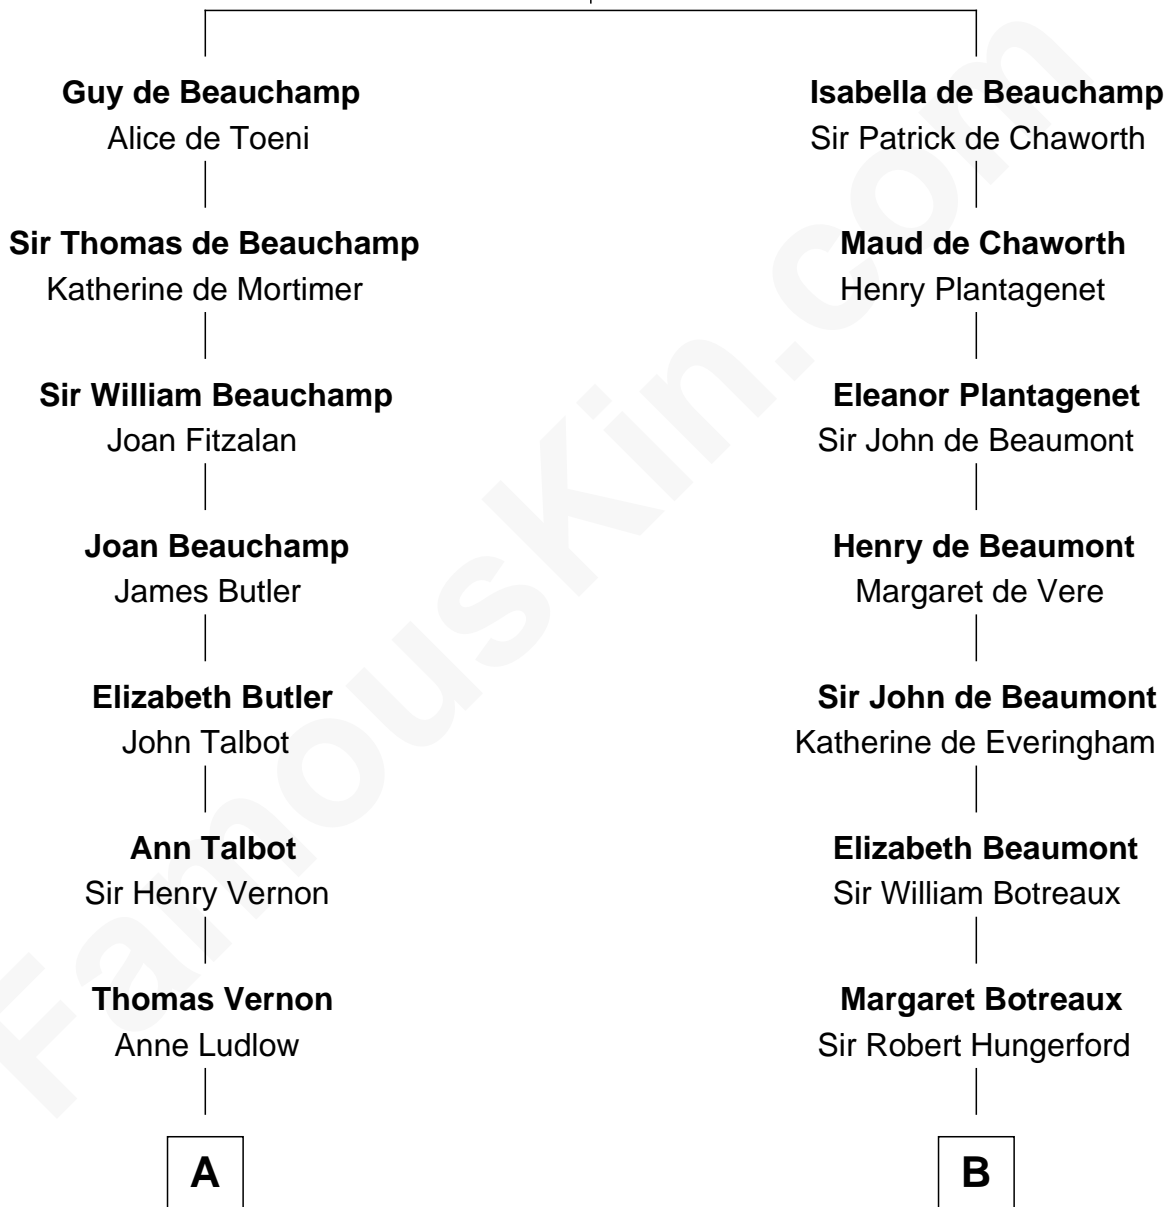 Guy de Beauchamp
Alice de Toeni
Isabella de Beauchamp
Sir Patrick de Chaworth
Sir Thomas de Beauchamp
Katherine de Mortimer
Maud de Chaworth
Henry Plantagenet
Sir William Beauchamp
Joan Fitzalan
Eleanor Plantagenet
Sir John de Beaumont
Joan Beauchamp
James Butler
Henry de Beaumont
Margaret de Vere
Elizabeth Butler
John Talbot
Sir John de Beaumont
Katherine de Everingham
Ann Talbot
Sir Henry Vernon
Elizabeth Beaumont
Sir William Botreaux
Thomas Vernon
Anne Ludlow
Margaret Botreaux
Sir Robert Hungerford
A
B
FamousKin.com